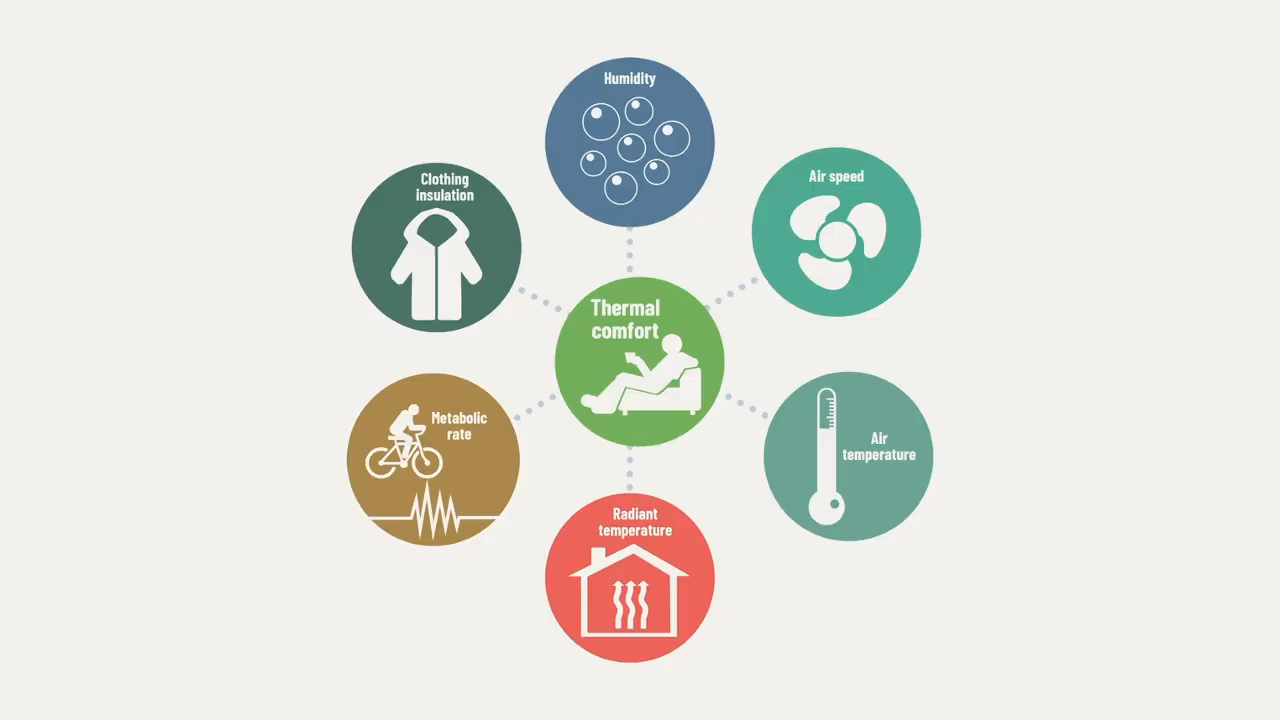 Humidity
Air speed
Clothing
insulation
Thermal
comfort
Metabolic
rate
Air
temperature
Radiant
temperature